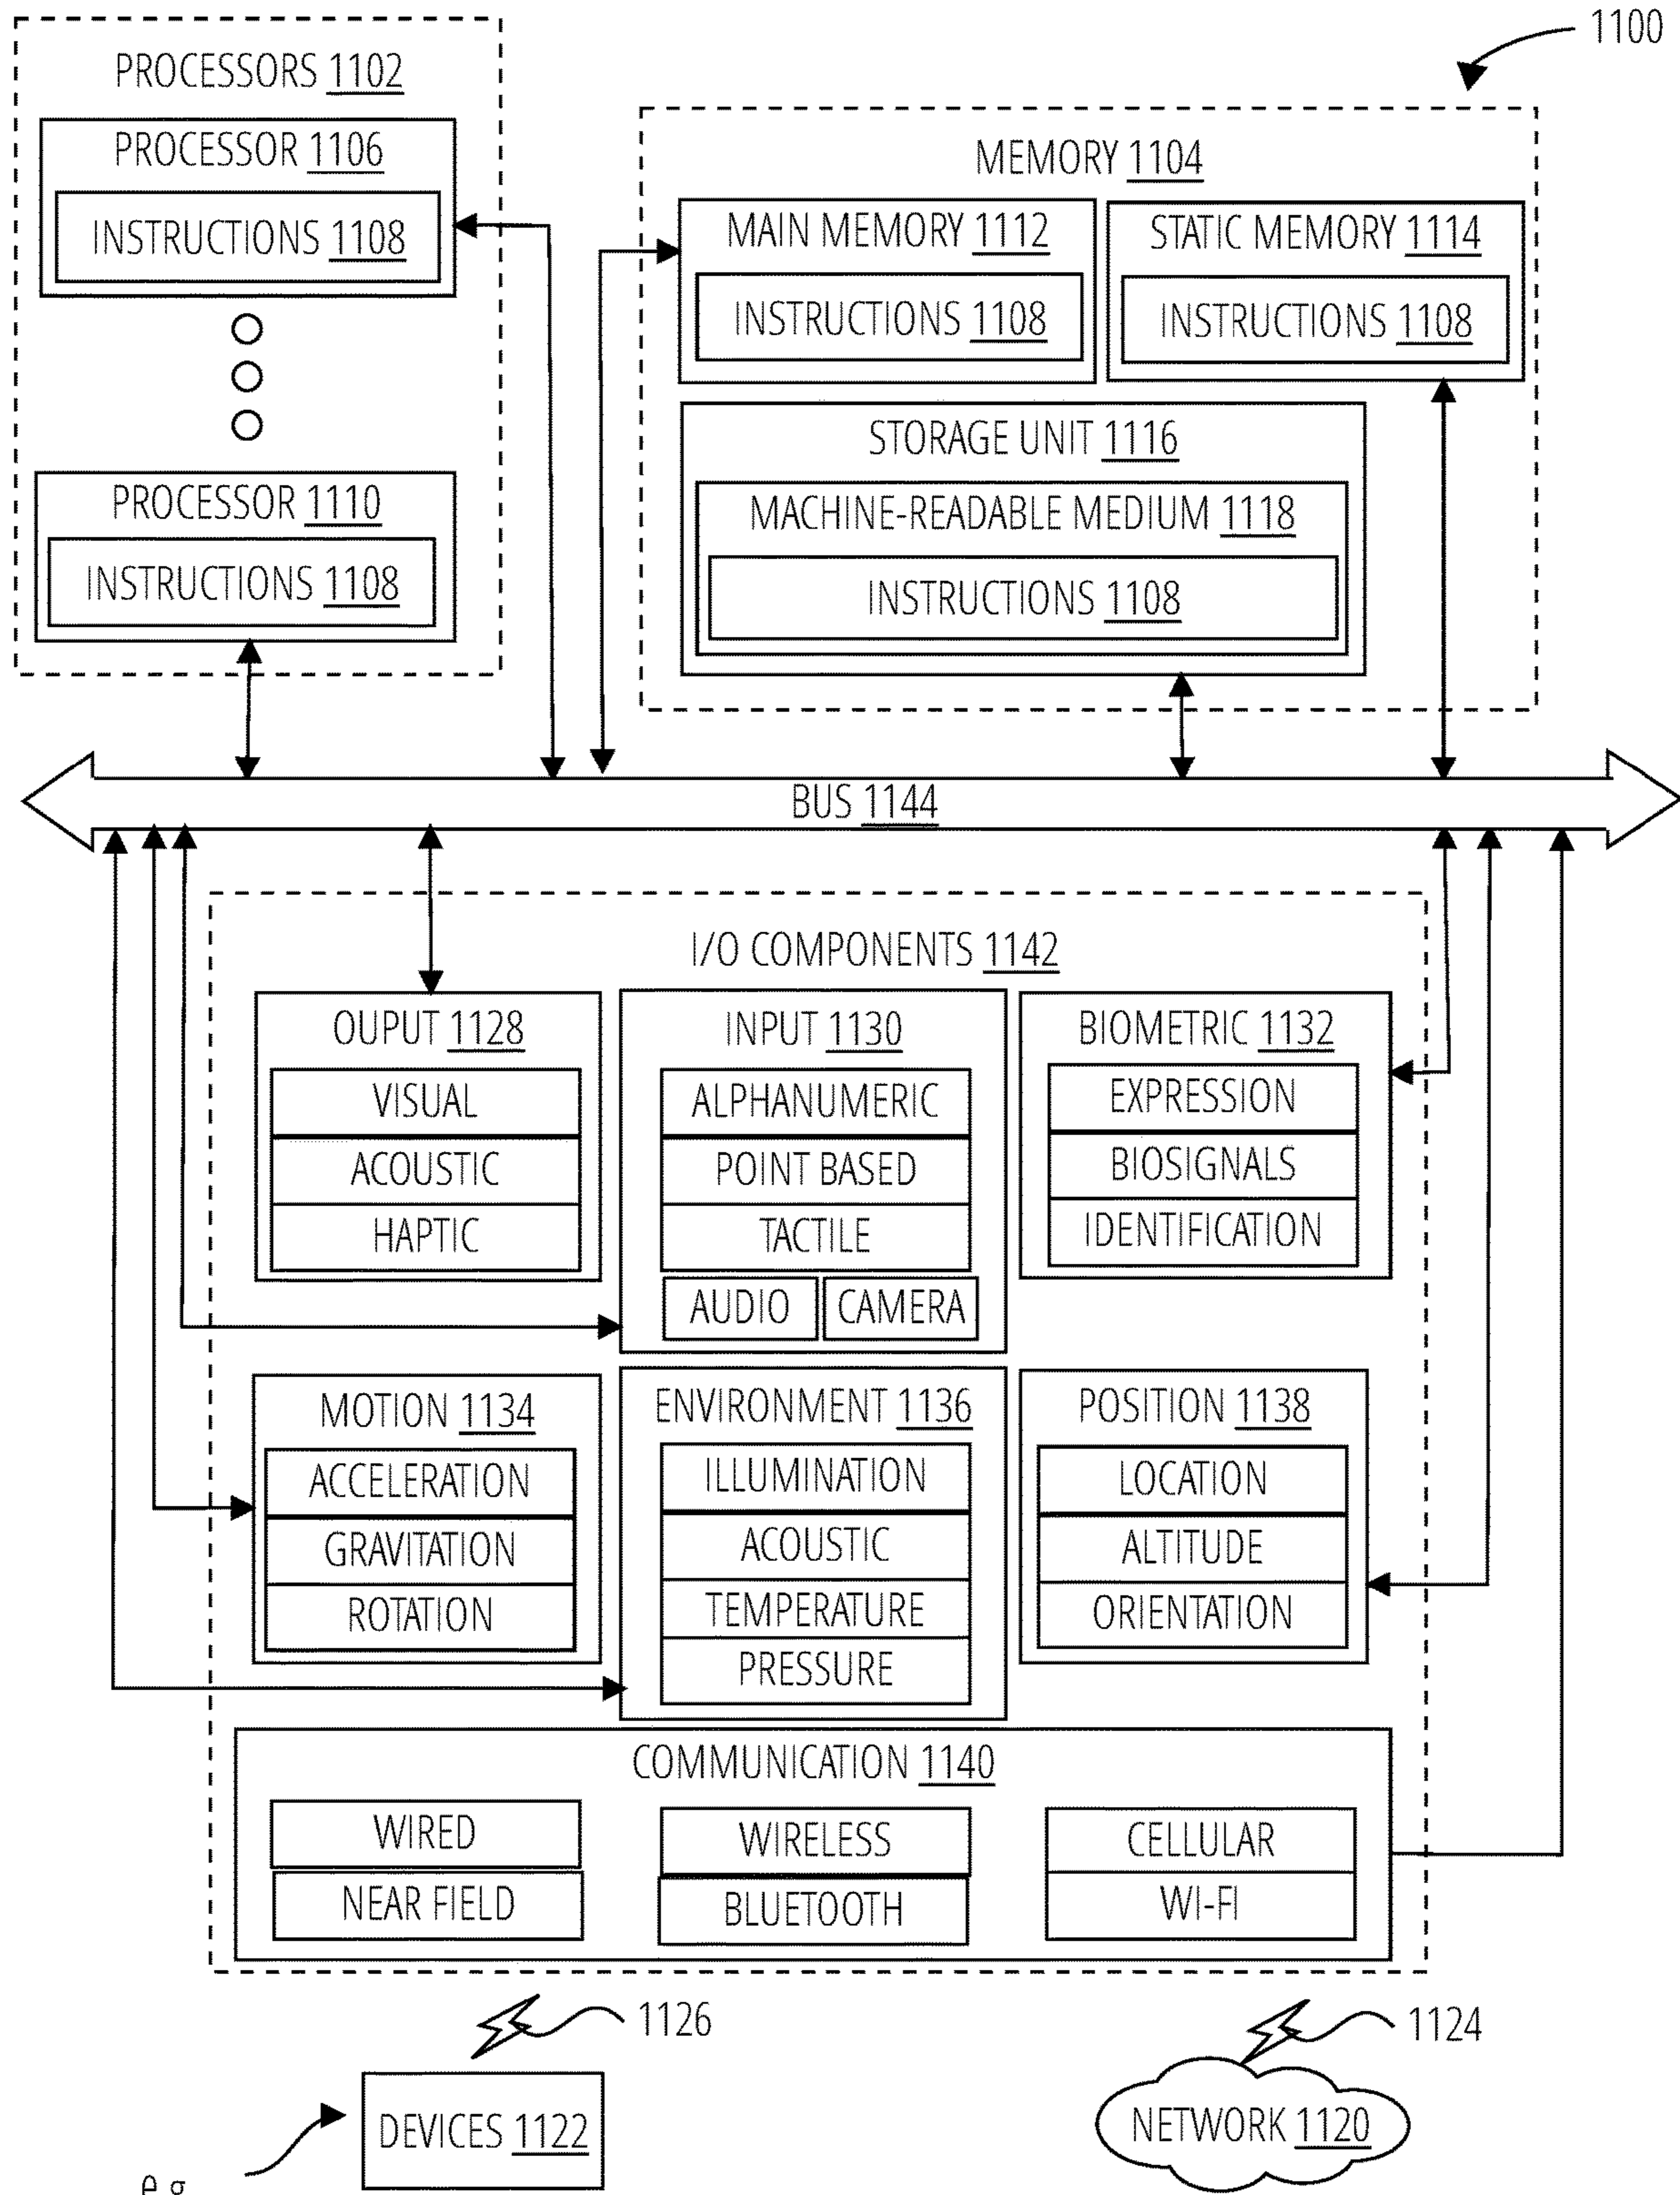 1100
PROCESSORS 1102
PROCESSOR 1106
INSTRUCTIONS 1108
PROCESSOR 1110
INSTRUCTIONS 1108
MEMORY 1104
MAIN MEMORY 1112
INSTRUCTIONS 1108
STATIC MEMORY 1114
INSTRUCTIONS 1108
STORAGE UNIT 1116
MACHINE-READABLE MEDIUM 1118
INSTRUCTIONS 1108
BUS 1144
I/O COMPONENTS 1142
OUPUT 1128
VISUAL
ACOUSTIC
HAPTIC
INPUT 1130
ALPHANUMERIC
POINT BASED
TACTILE
AUDIO
CAMERA
BIOMETRIC 1132
EXPRESSION
BIOSIGNALS
IDENTIFICATION
MOTION 1134
ACCELERATION
GRAVITATION
ROTATION
ENVIRONMENT 1136
ILLUMINATION
ACOUSTIC
TEMPERATURE
PRESSURE
POSITION 1138
LOCATION
ALTITUDE
ORIENTATION
COMMUNICATION 1140
WIRED
NEAR FIELD
WIRELESS
BLUETOOTH
CELLULAR
WI-FI
1126
1124
DEVICES 1122
NETWORK 1120